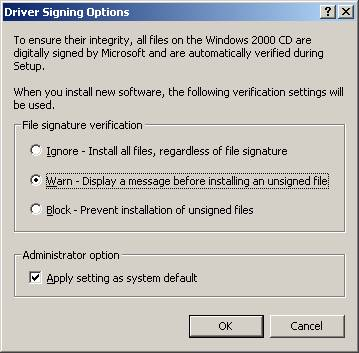 Driver Signing Options
To ensure their integrity, all files on the Windows 2000 CD are
digitally signed by Microsoft and are automatically verified during
Setup.
When you install new software, the following verification settings will
be used.
File signature verification
Ignore - Install all files, regardless of file signature
Warn - Display a message before installing an unsigned file
Block - Prevent installation of unsigned files
Administrator option
Apply setting as system default
OK
Cancel